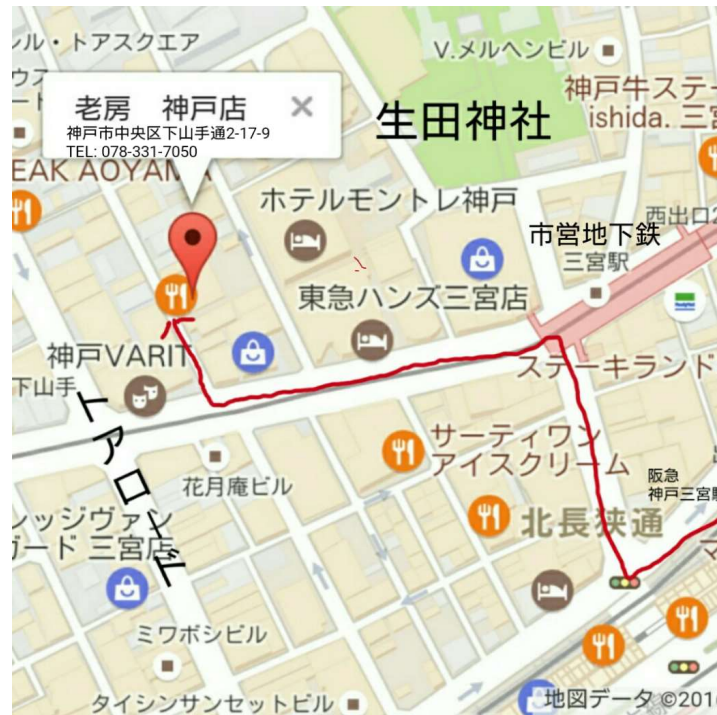 ル・トアスクエア
V.メルヘンビル
老房 神戸店
神戸市中央区下山手通2-17-9
TEL: 078-331-7050
生田神社
神戸牛ステー
ishida. 三宮
EAK AOYAMA
ホテルモントレ神戸
西出口2
市営地下鉄
三宮駅
東急ハンズ三宮店
神戸VARIT
下山手
ステーキランド
トアロード
サーティワン
アイスクリーム
阪急
神戸三宮駅
花月庵ビル
北長狭通
レッジヴァン
ガード 三宮店
マ
ミワボシビル
タイシンサンセットビル
地図データ ©201